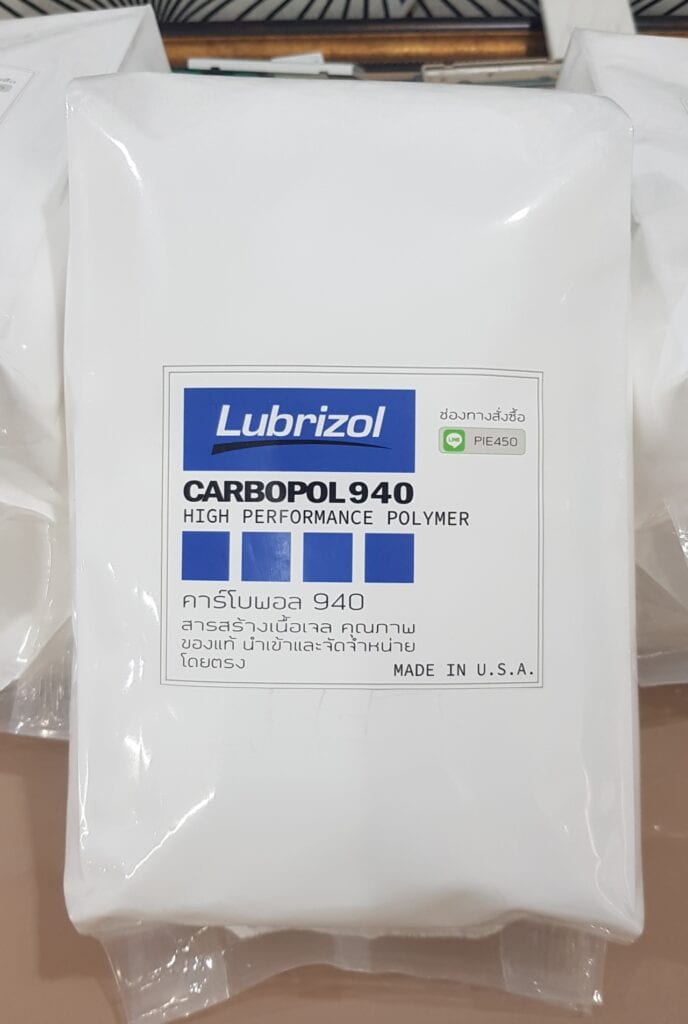 Lubrizol
ช่องทางสั่งซื้อ
LINE PIE450
CARBOPOL940
HIGH PERFORMANCE POLYMER
คาร์โบพอล 940
สารสร้างเนื้อเจล คุณภาพ
ของแท้ นำเข้าและจัดจำหน่าย
โดยตรง
MADE IN U.S.A.